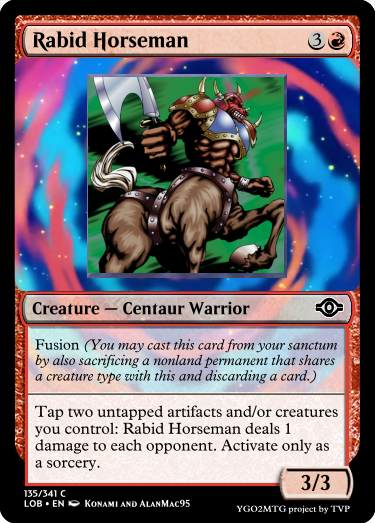 Rabid Horseman 3
Creature — Centaur Warrior
Fusion (You may cast this card from your sanctum
by also sacrificing a nonland permanent that shares
a creature type with this and discarding a card.)
Tap two untapped artifacts and/or creatures
you control: Rabid Horseman deals 1
damage to each opponent. Activate only as
a sorcery.
3/3
135/341 C
LOB • EN Konami and AlanMac95
YGO2MTG project by TVP